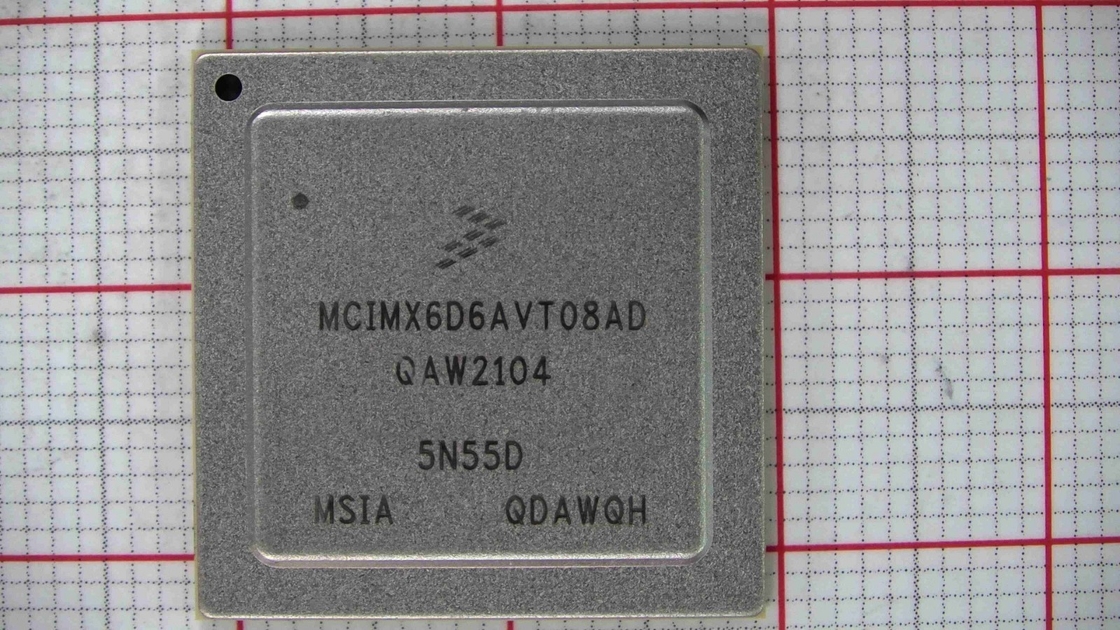 MCIMX6D6AVT08AD
QAW2104
5N55D
MSIA QDAWQH